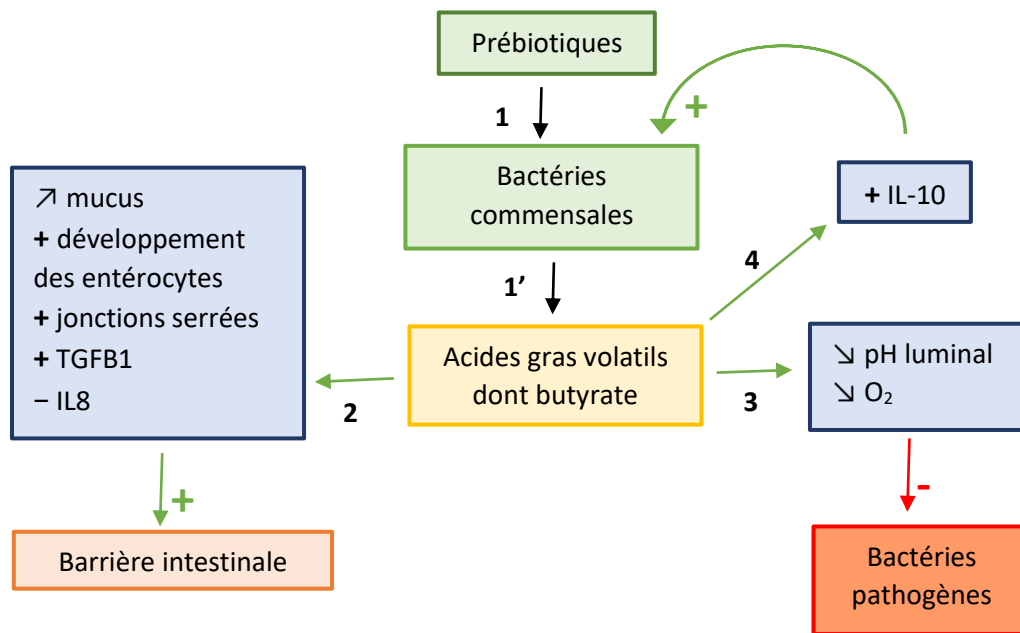 Prébiotiques
1
+
Bactéries
commensales
+ IL-10
↗ mucus
+ développement
des entérocytes
+ jonctions serrées
+ TGFB1
− IL8
1’
4
Acides gras volatils
dont butyrate
↘ pH luminal
↘ O₂
2
3
+
-
Barrière intestinale
Bactéries
pathogènes